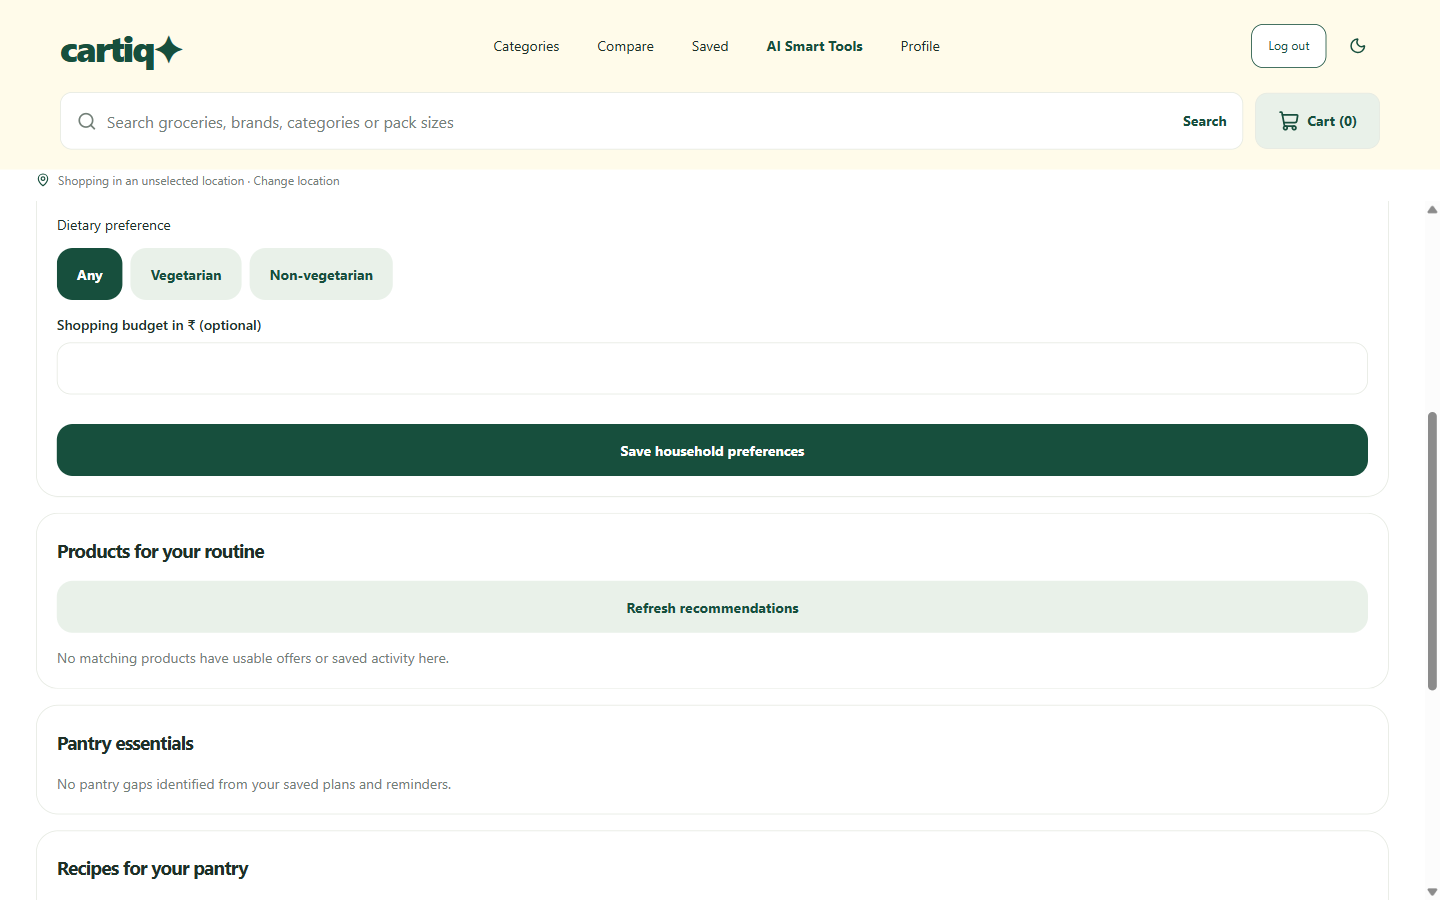 cartiq
Categories
Compare
Saved
AI Smart Tools
Profile
Log out
Search groceries, brands, categories or pack sizes
Search
Cart (0)
Shopping in an unselected location · Change location
Dietary preference
Any
Vegetarian
Non-vegetarian
Shopping budget in ₹ (optional)
Save household preferences
Products for your routine
Refresh recommendations
No matching products have usable offers or saved activity here.
Pantry essentials
No pantry gaps identified from your saved plans and reminders.
Recipes for your pantry